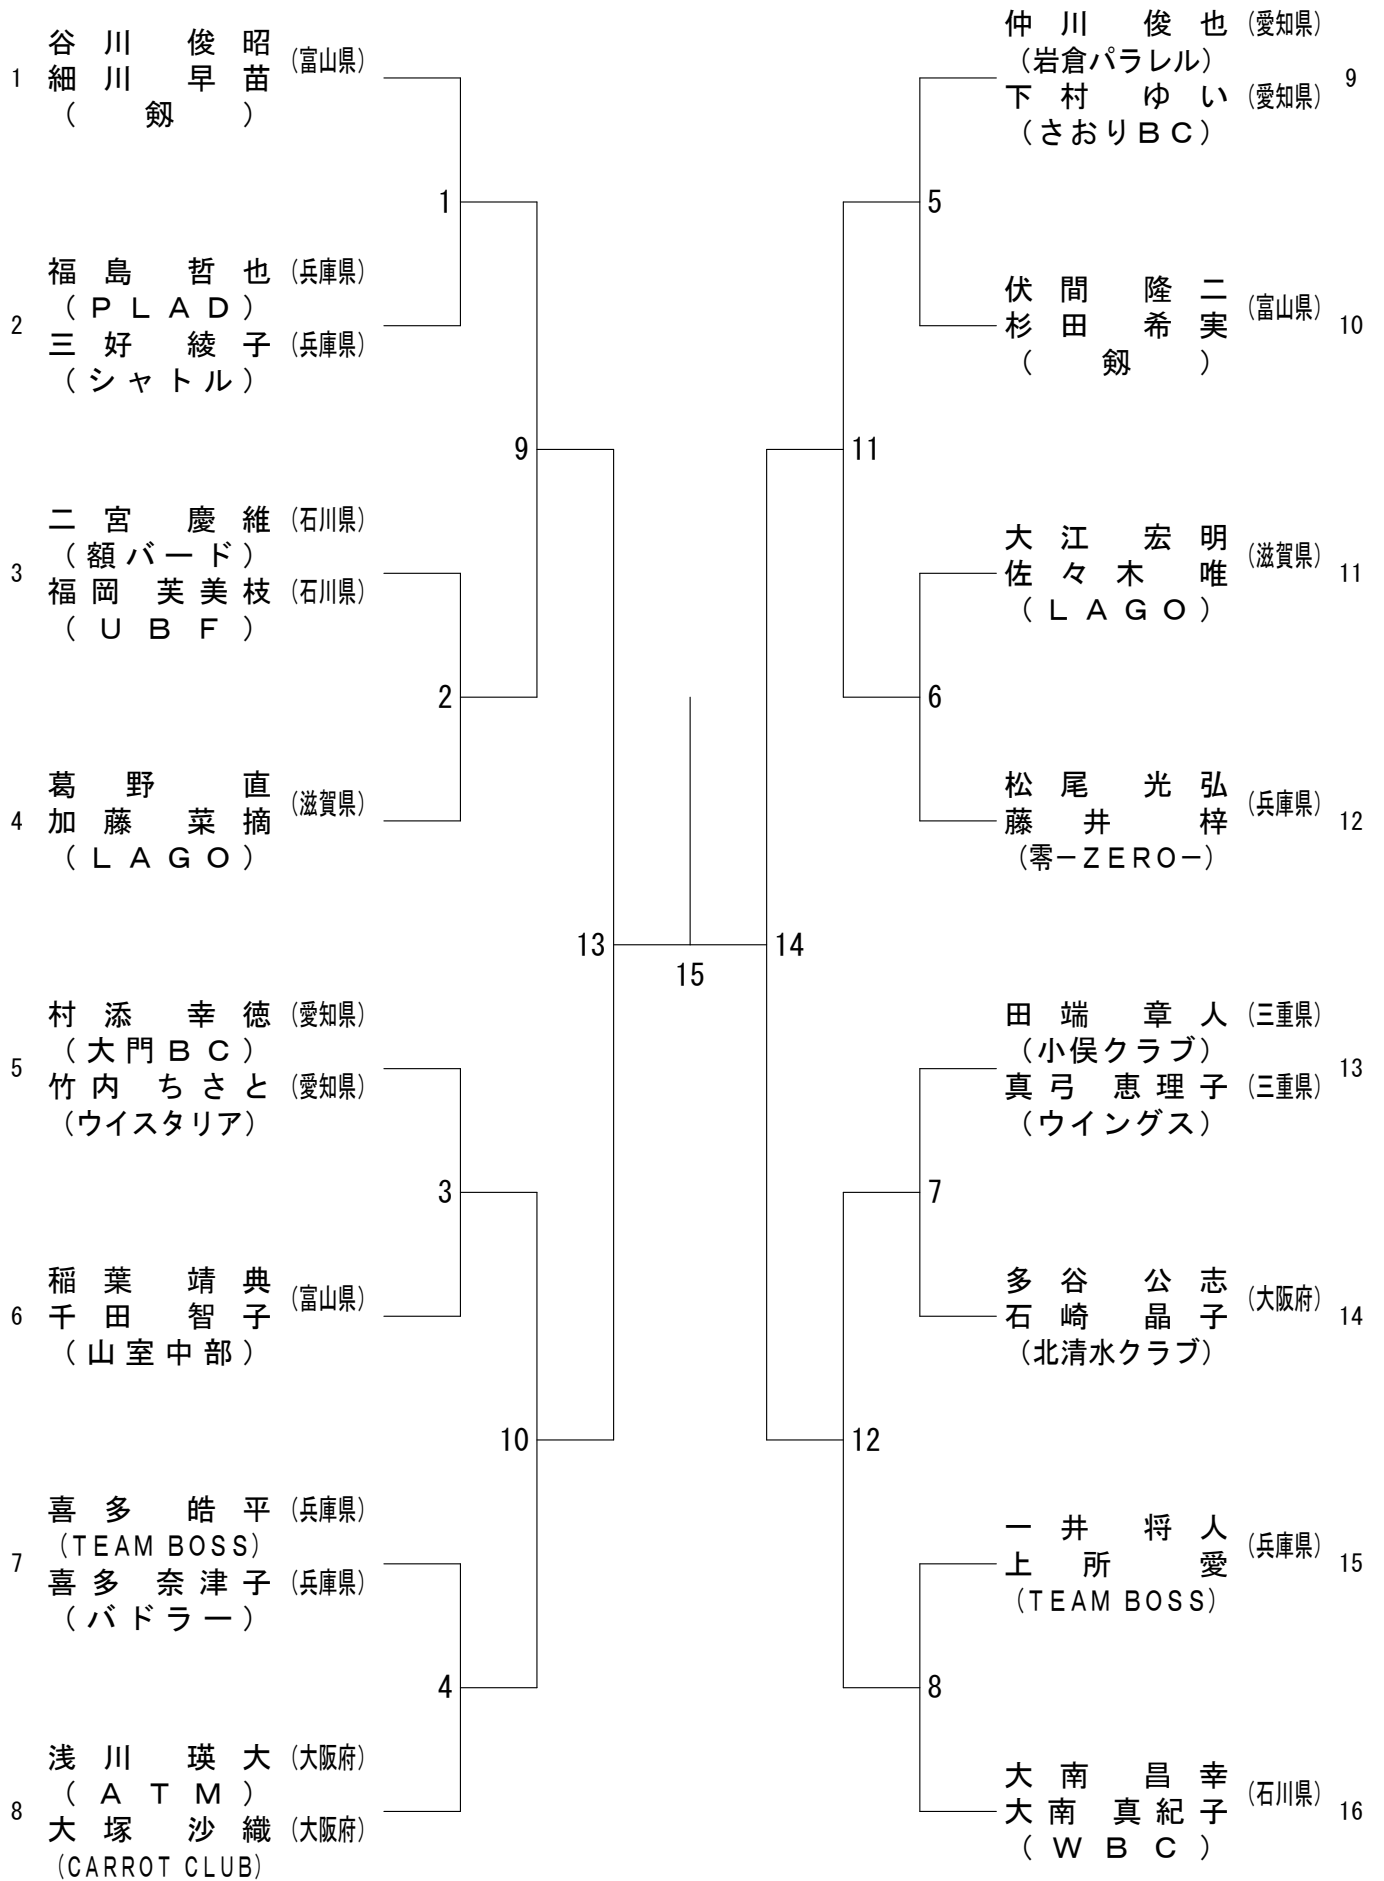 1
谷川 俊昭 (富山県)
細川 早苗
( 剱 )
2
福島 哲也 (兵庫県)
(PLAD)
三好 綾子 (兵庫県)
(シャトル)
3
二宮 慶維 (石川県)
(額バード)
福岡 芙美枝 (石川県)
(UBF)
4
葛野 直 (滋賀県)
加藤 菜摘
(LAGO)
5
村添 幸徳 (愛知県)
(大門BC)
竹内 ちさと (愛知県)
(ウイスタリア)
6
稲葉 靖典 (富山県)
千田 智子
(山室中部)
7
喜多 皓平 (兵庫県)
(TEAM BOSS)
喜多 奈津子 (兵庫県)
(バドラー)
8
浅川 瑛大 (大阪府)
(ATM)
大塚 沙織 (大阪府)
(CARROT CLUB)
1
2
3
4
9
10
13
15
14
11
12
5
6
7
8
仲川 俊也 (愛知県)
(岩倉パラレル)
下村 ゆい (愛知県)
(さおりBC)
9
伏間 隆二 (富山県)
杉田 希実
( 剱 )
10
大江 宏明 (滋賀県)
佐々木 唯
(LAGO)
11
松尾 光弘 (兵庫県)
藤井 梓
(零-ZERO-)
12
田端 章人 (三重県)
(小俣クラブ)
真弓 恵理子 (三重県)
(ウイングス)
13
多谷 公志 (大阪府)
石崎 晶子
(北清水クラブ)
14
一井 将人 (兵庫県)
上所 愛
(TEAM BOSS)
15
大南 昌幸 (石川県)
大南 真紀子
(WBC)
16